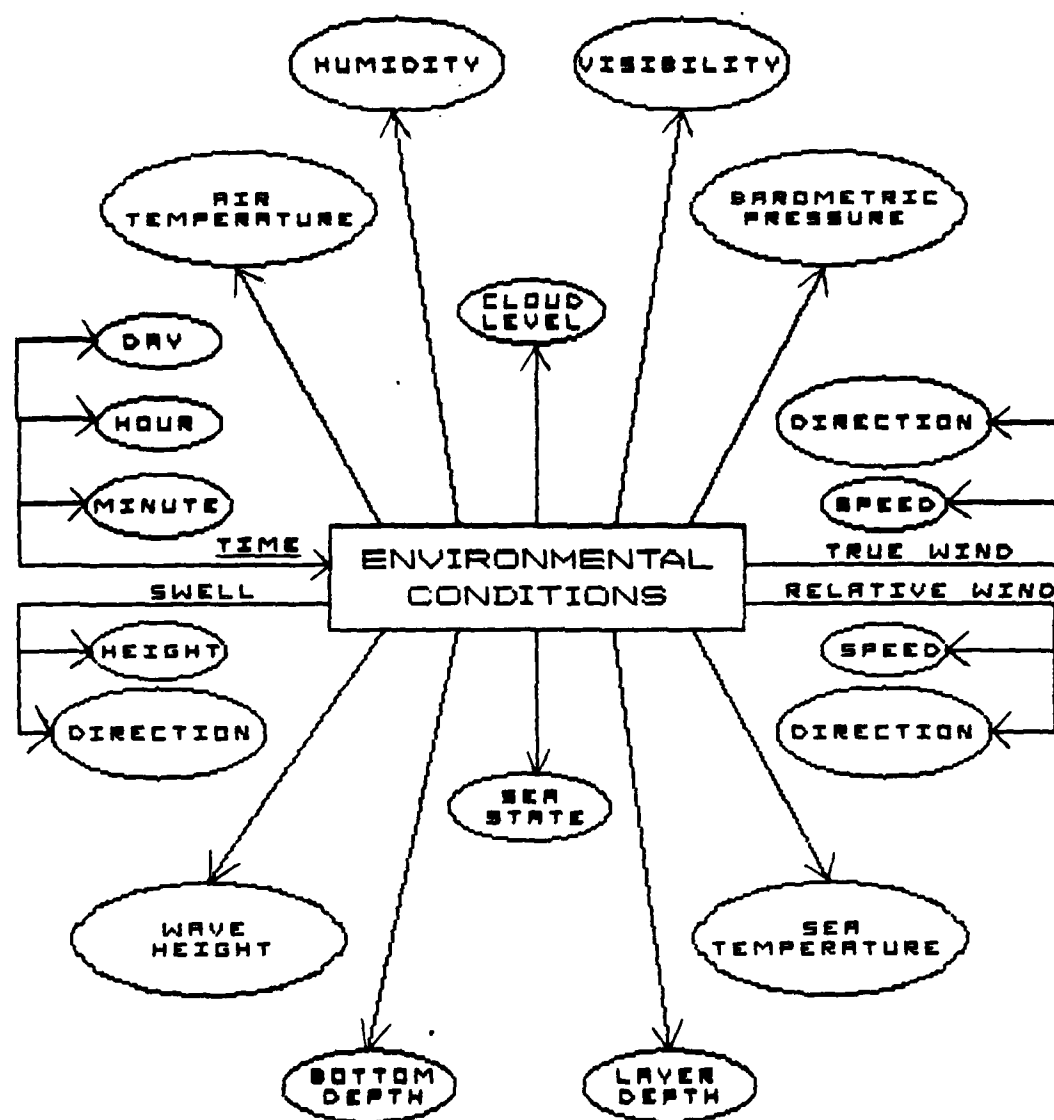 HUMIDITY
VISIBILITY
AIR
TEMPERATURE
BAROMETRIC
PRESSURE
CLOUD
LEVEL
DAY
HOUR
DIRECTION
MINUTE
SPEED
TIME
ENVIRONMENTAL
CONDITIONS
TRUE WIND
SWELL
RELATIVE WIND
HEIGHT
SPEED
DIRECTION
DIRECTION
SEA
STATE
WAVE
HEIGHT
SEA
TEMPERATURE
BOTTOM
DEPTH
LAYER
DEPTH